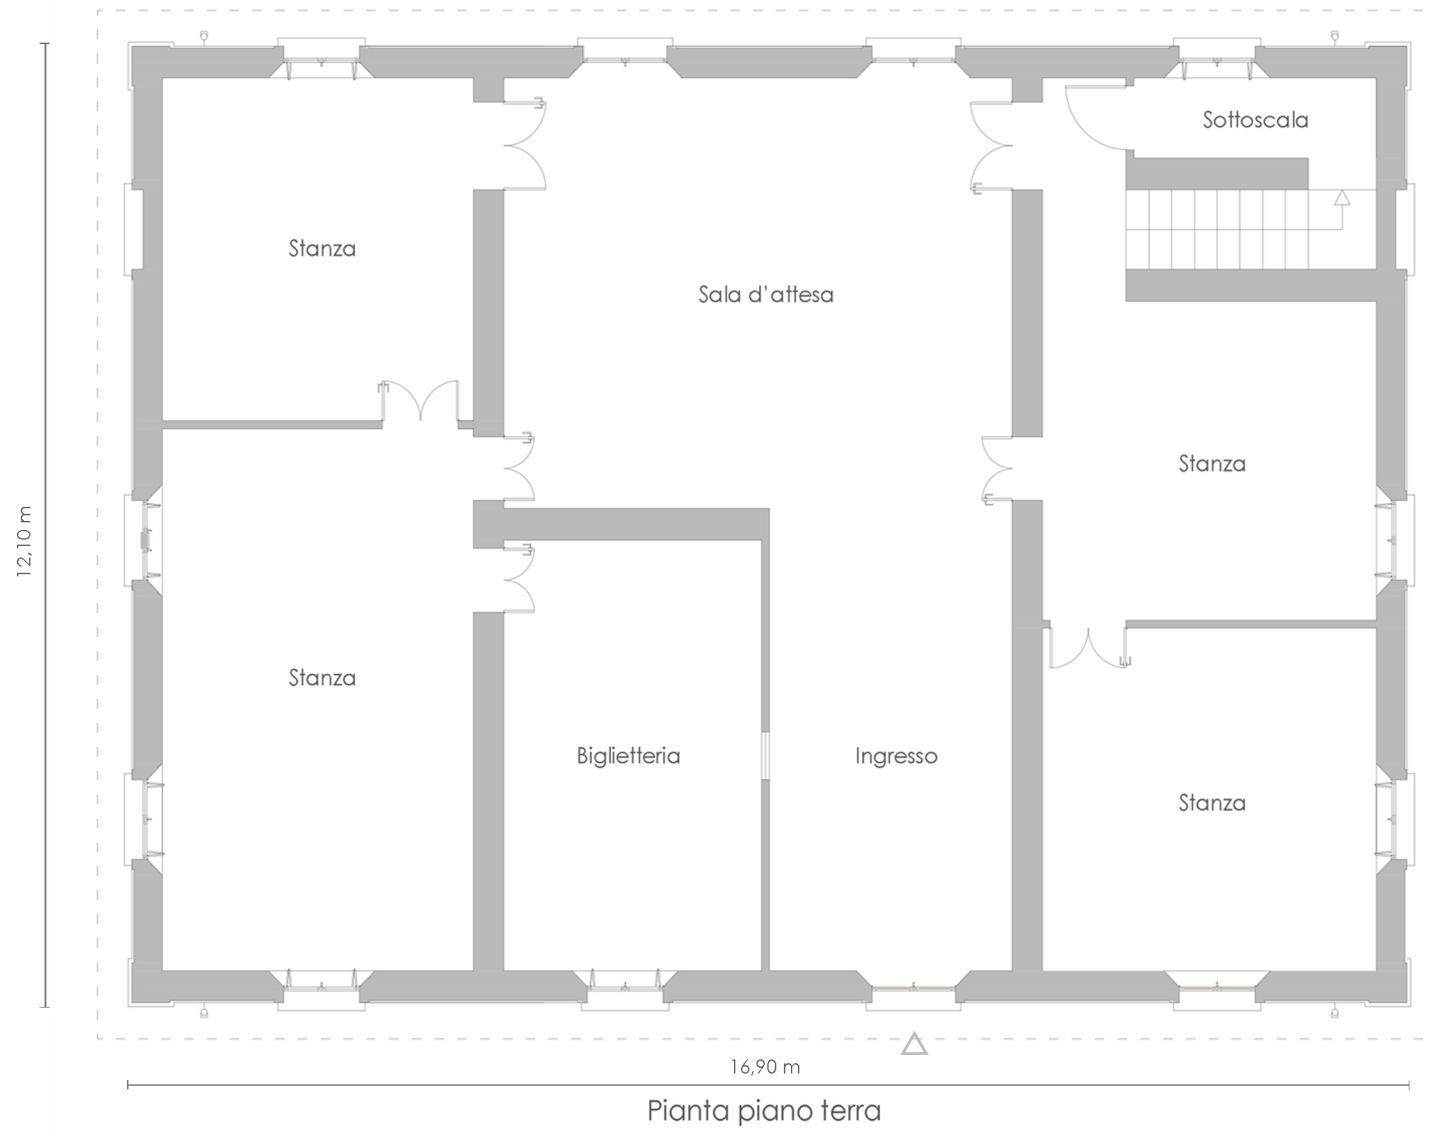 Sottoscala
Stanza
Sala d'attesa
Stanza
12,10 m
Stanza
Biglietteria
Ingresso
Stanza
16,90 m
Pianta piano terra